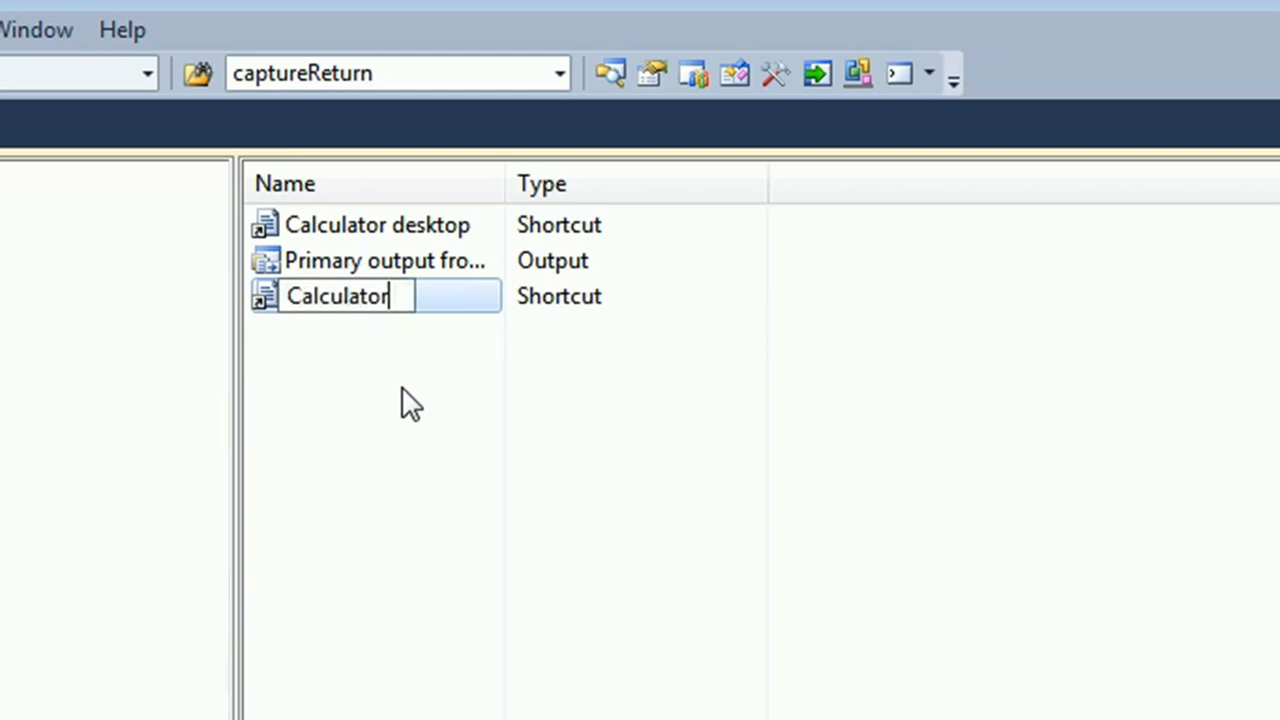 Window Help
captureReturn
Name Type
Calculator desktop Shortcut
Primary output fro... Output
Calculator Shortcut